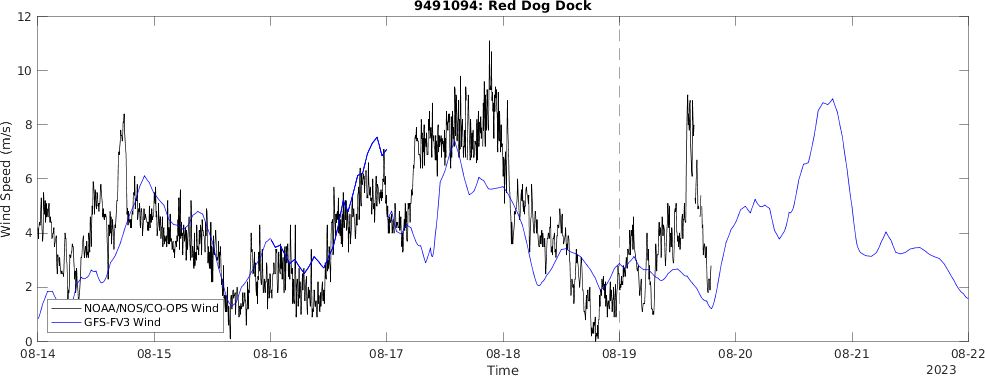 9491094: Red Dog Dock
Wind Speed (m/s)
12
10
8
6
4
2
0
NOAA/NOS/CO-OPS Wind
GFS-FV3 Wind
08-14 08-15 08-16 08-17 08-18 08-19 08-20 08-21 08-22
Time
2023